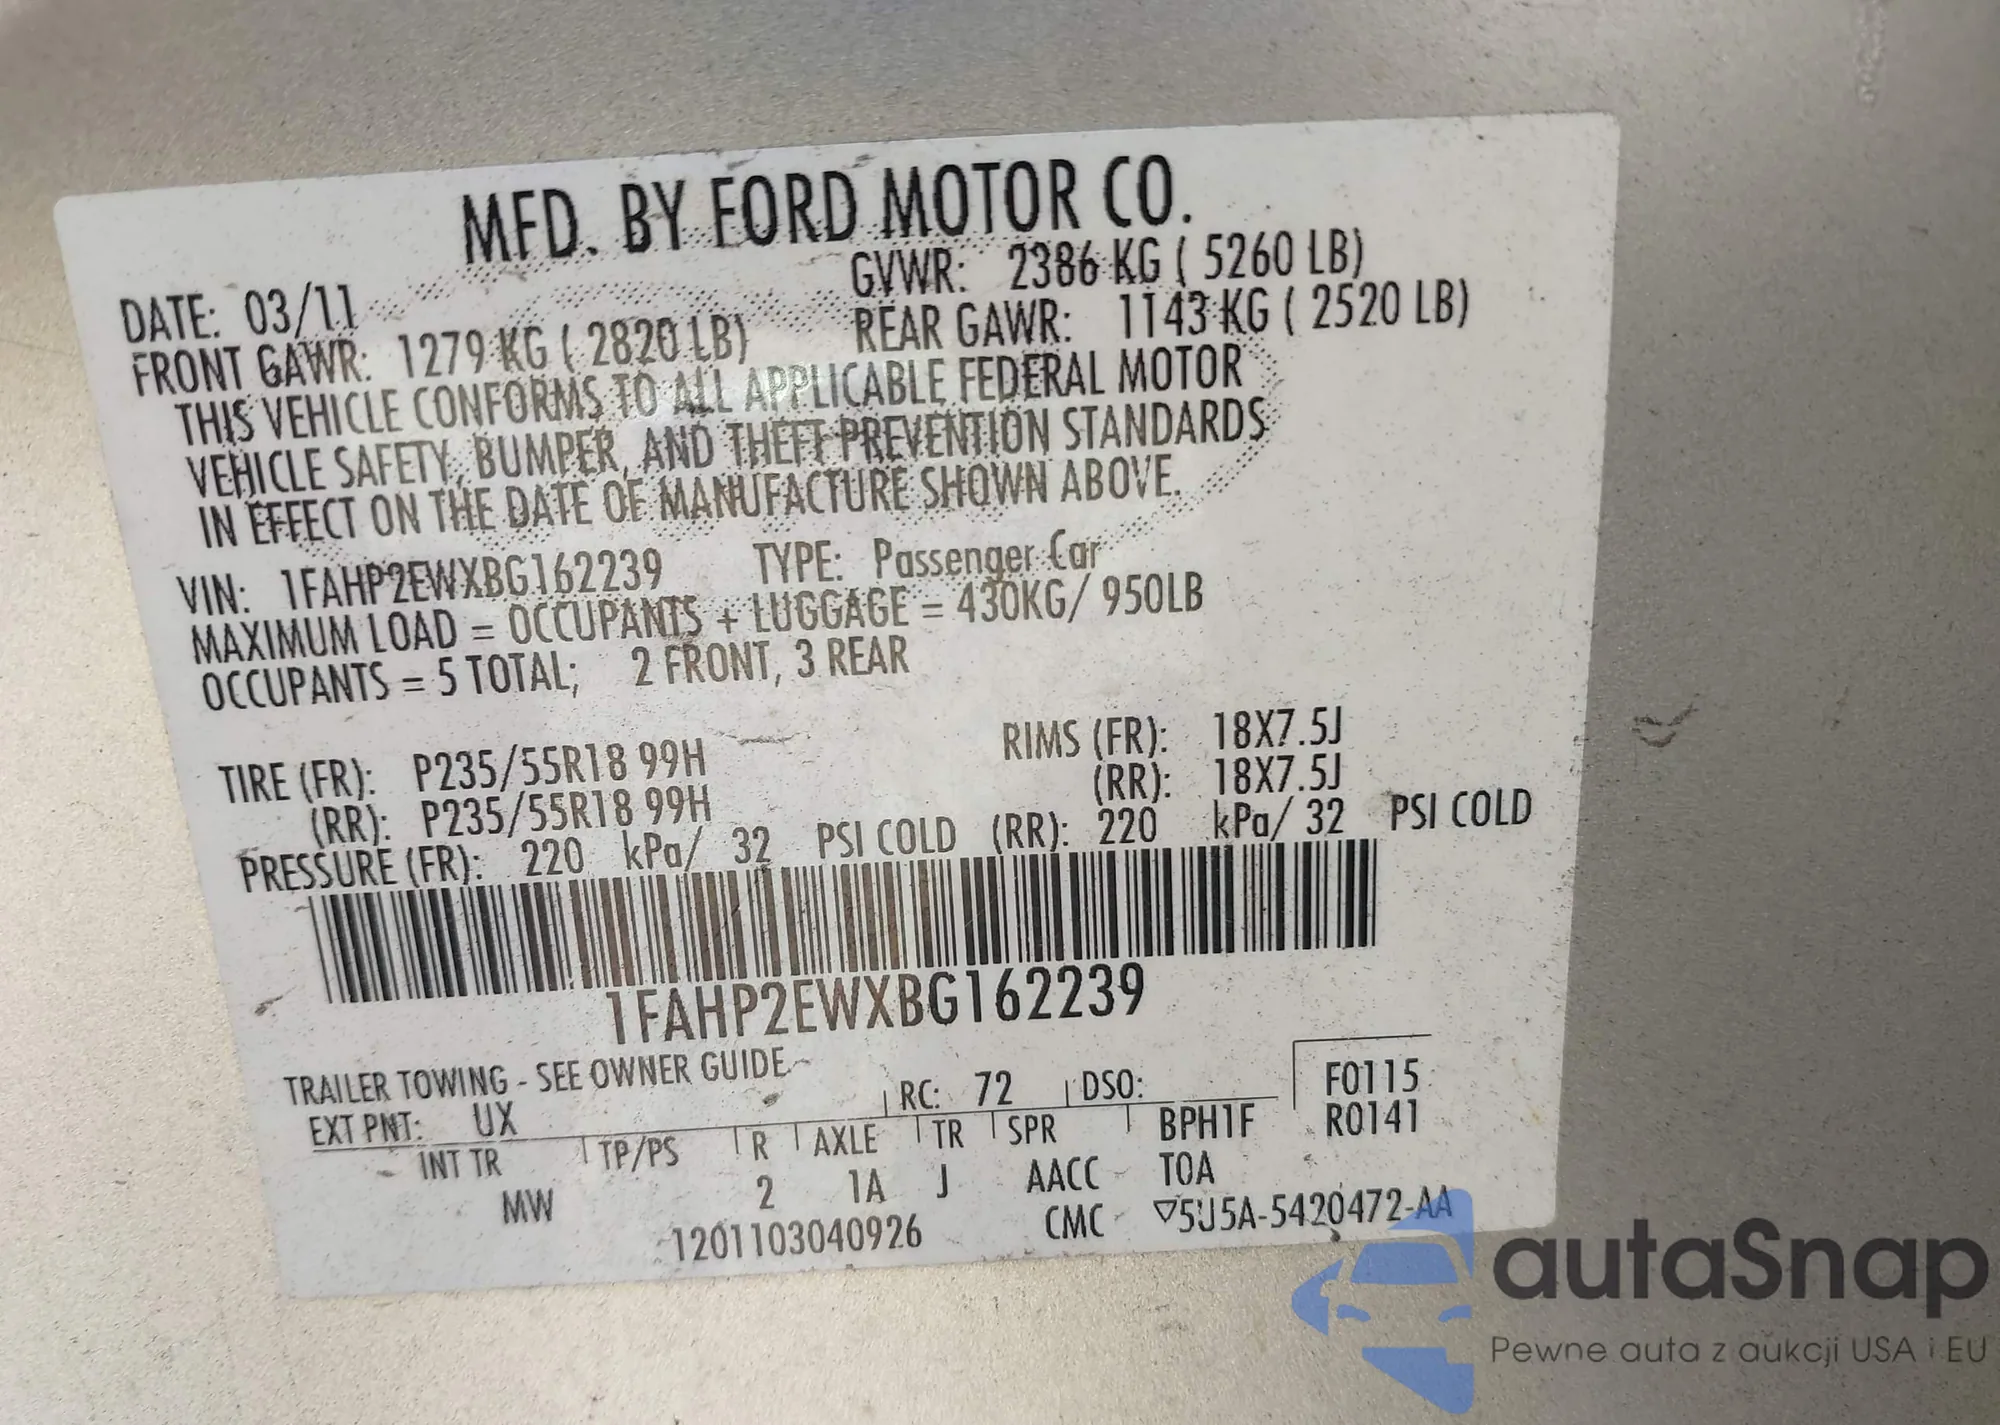 MFD. BY FORD MOTOR CO.
DATE: 03/11 GVWR: 2386 KG ( 5260 LB)
FRONT GAWR: 1279 KG ( 2820 LB) REAR GAWR: 1143 KG ( 2520 LB)
THIS VEHICLE CONFORMS TO ALL APPLICABLE FEDERAL MOTOR
VEHICLE SAFETY, BUMPER, AND THEFT PREVENTION STANDARDS
IN EFFECT ON THE DATE OF MANUFACTURE SHOWN ABOVE.
VIN: 1FAHP2EWXBG162239 TYPE: Passenger Car
MAXIMUM LOAD = OCCUPANTS + LUGGAGE = 430KG/ 950LB
OCCUPANTS = 5 TOTAL; 2 FRONT, 3 REAR
TIRE (FR): P235/55R18 99H RIMS (FR): 18X7.5J
(RR): P235/55R18 99H (RR): 18X7.5J
PRESSURE (FR): 220 kPa/ 32 PSI COLD (RR): 220 kPa/ 32 PSI COLD
1FAHP2EWXBG162239
TRAILER TOWING - SEE OWNER GUIDE
EXT PNT: UX RC: 72 DSO: F0115
INT TR TP/PS R AXLE TR SPR BPH1F R0141
MW 2 1A J AACC TOA
1201103040926 CMC ▽5U5A-5420472-AA
autaSnap
Pewne auta z aukcji USA i EU